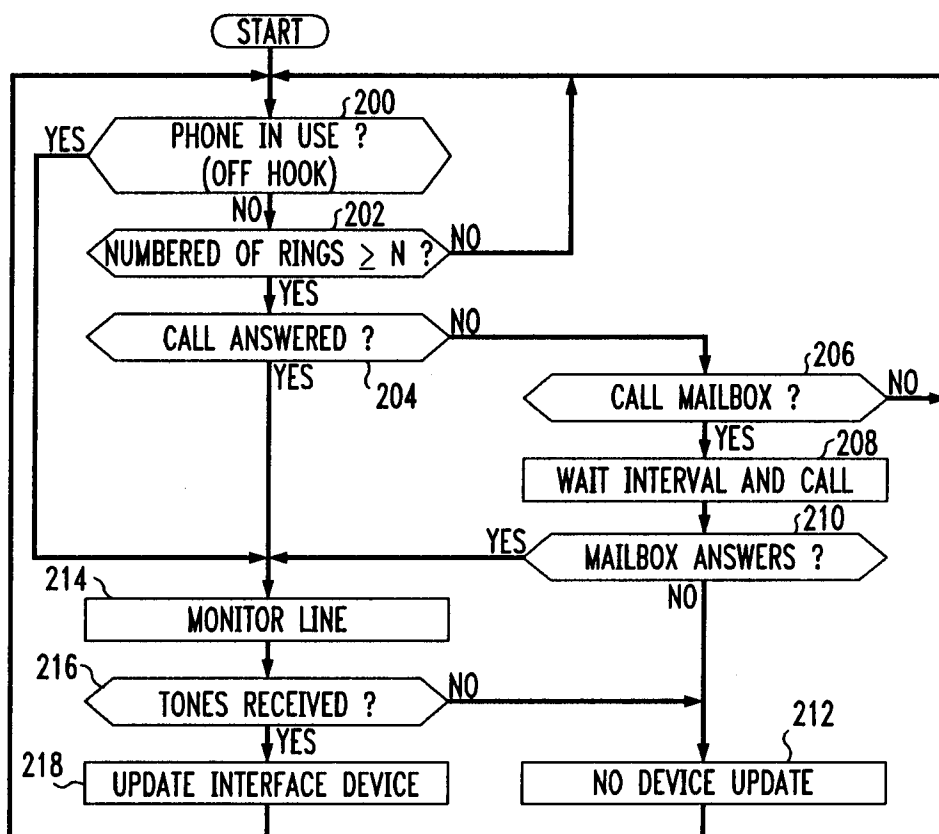 START
200
YES
PHONE IN USE ?
(OFF HOOK)
NO
202
NUMBERED OF RINGS ≥ N ?
NO
YES
CALL ANSWERED ?
NO
YES
204
206
CALL MAILBOX ?
NO
YES
208
WAIT INTERVAL AND CALL
210
YES
MAILBOX ANSWERS ?
NO
214
MONITOR LINE
216
TONES RECEIVED ?
NO
YES
212
218
UPDATE INTERFACE DEVICE
NO DEVICE UPDATE